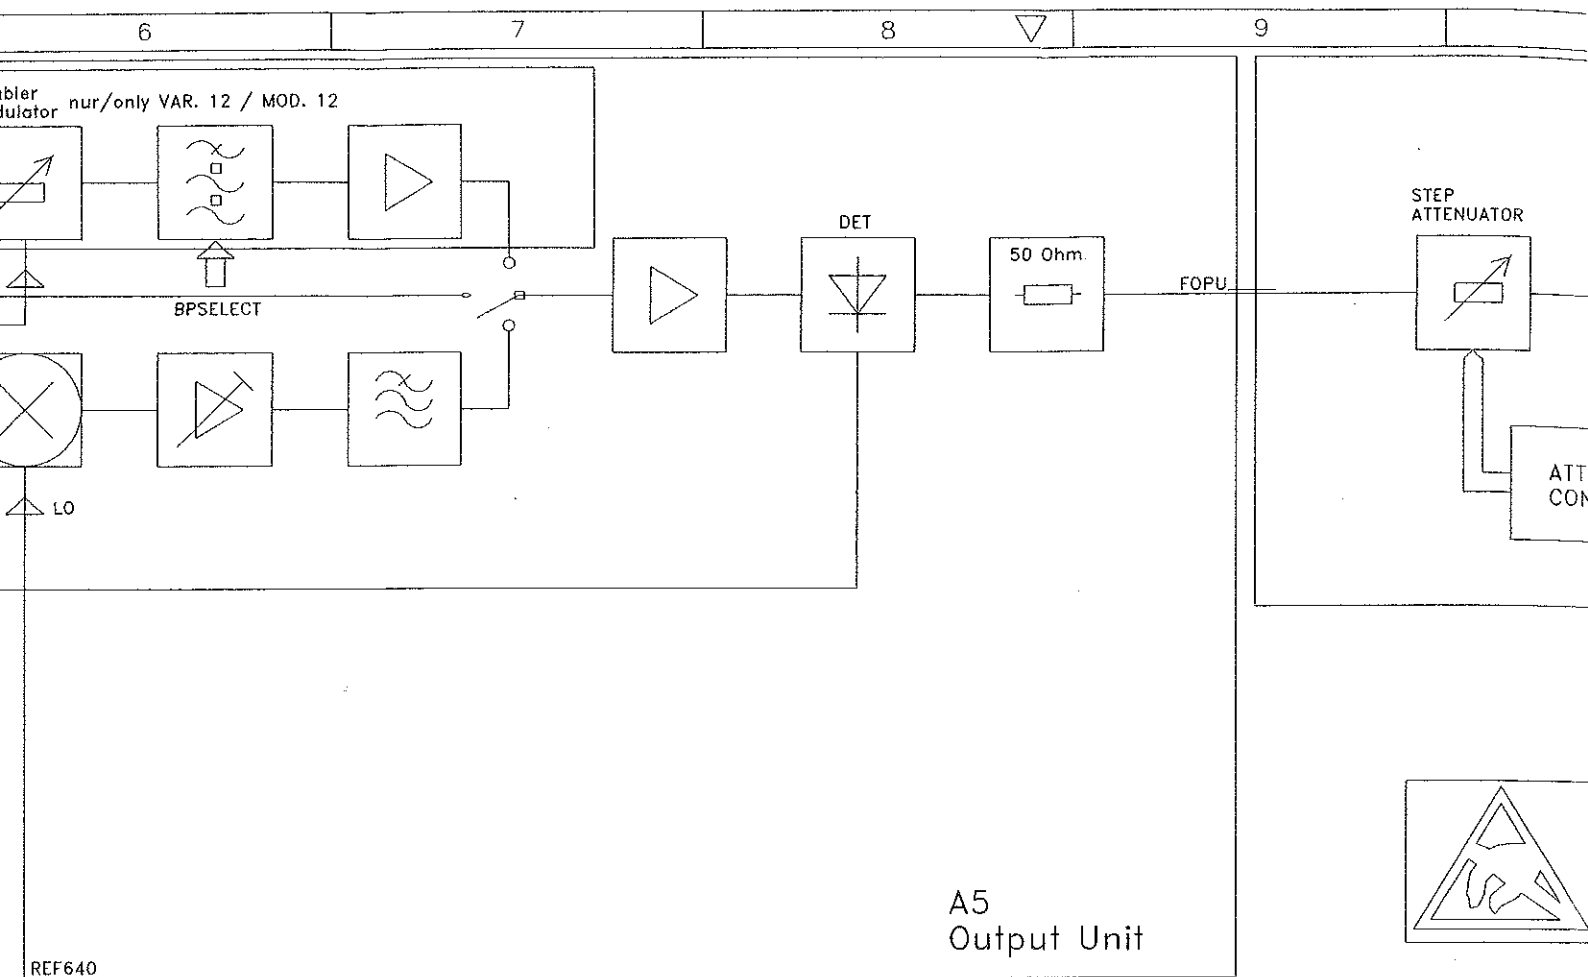 6 7 8 9
nur/only VAR. 12 / MOD. 12
DET
STEP
ATTENUATOR
50 Ohm
FOPU
BPSELECT
LO
A5
Output Unit
REF640